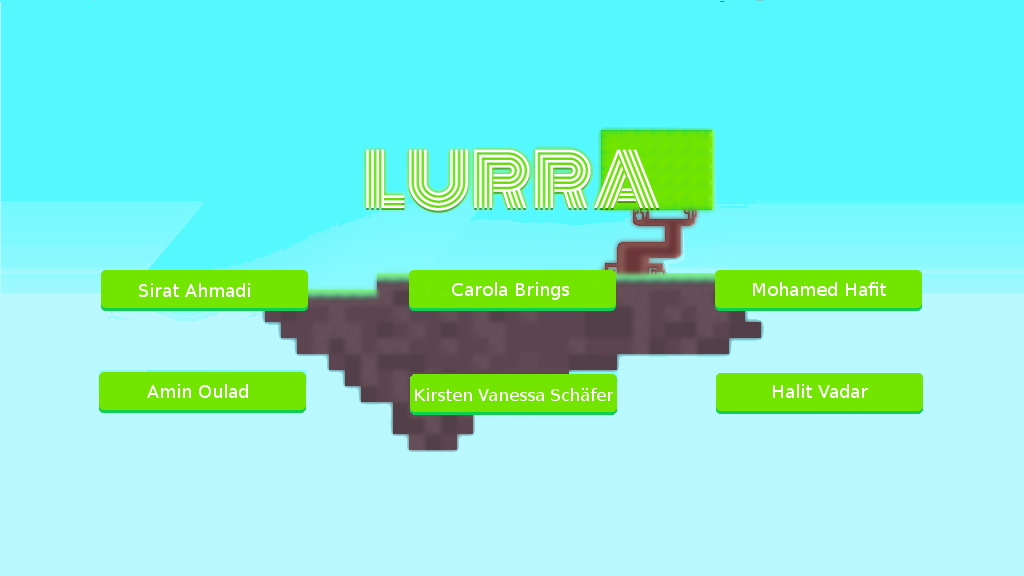 LURRA
Sirat Ahmadi
Carola Brings
Mohamed Hafit
Amin Oulad
Kirsten Vanessa Schäfer
Halit Vadar